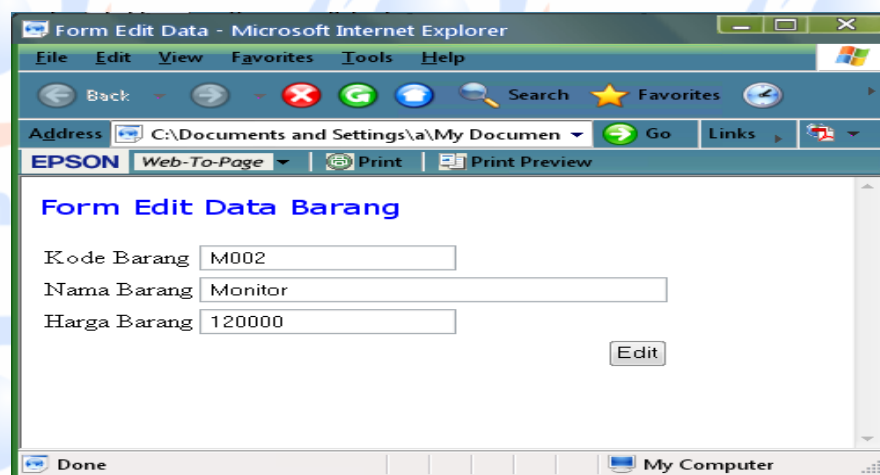 Form Edit Data - Microsoft Internet Explorer
File Edit View Favorites Tools Help
Back Search Favorites
Address C:\Documents and Settings\a\My Documen Go Links
EPSON Web-To-Page Print Print Preview
Form Edit Data Barang
Kode Barang M002
Nama Barang Monitor
Harga Barang 120000
Edit
Done My Computer